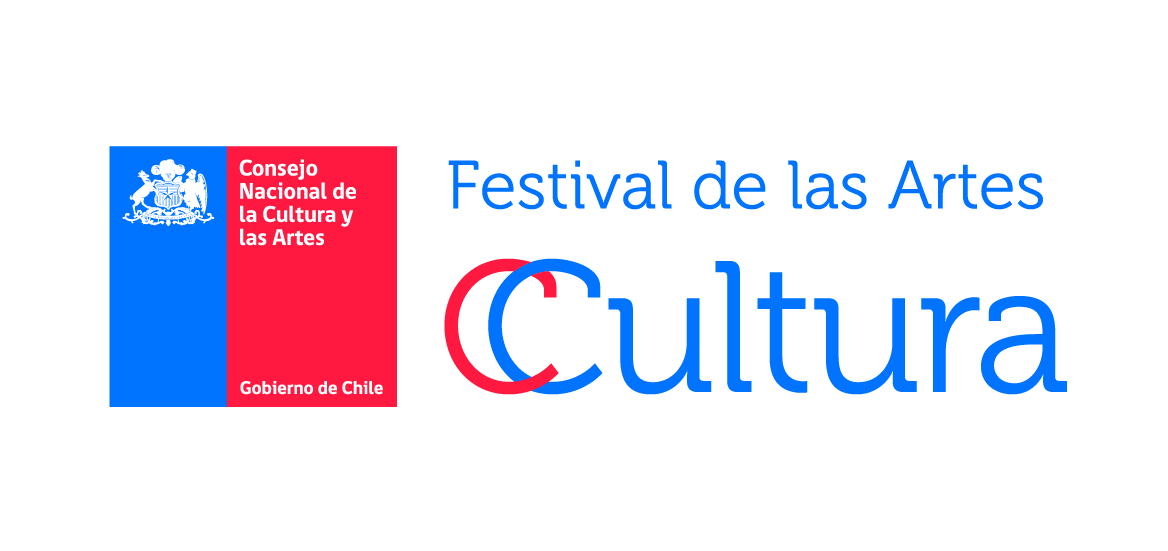 Consejo
Nacional de
la Cultura y
las Artes
Gobierno de Chile
Festival de las Artes
CCultura